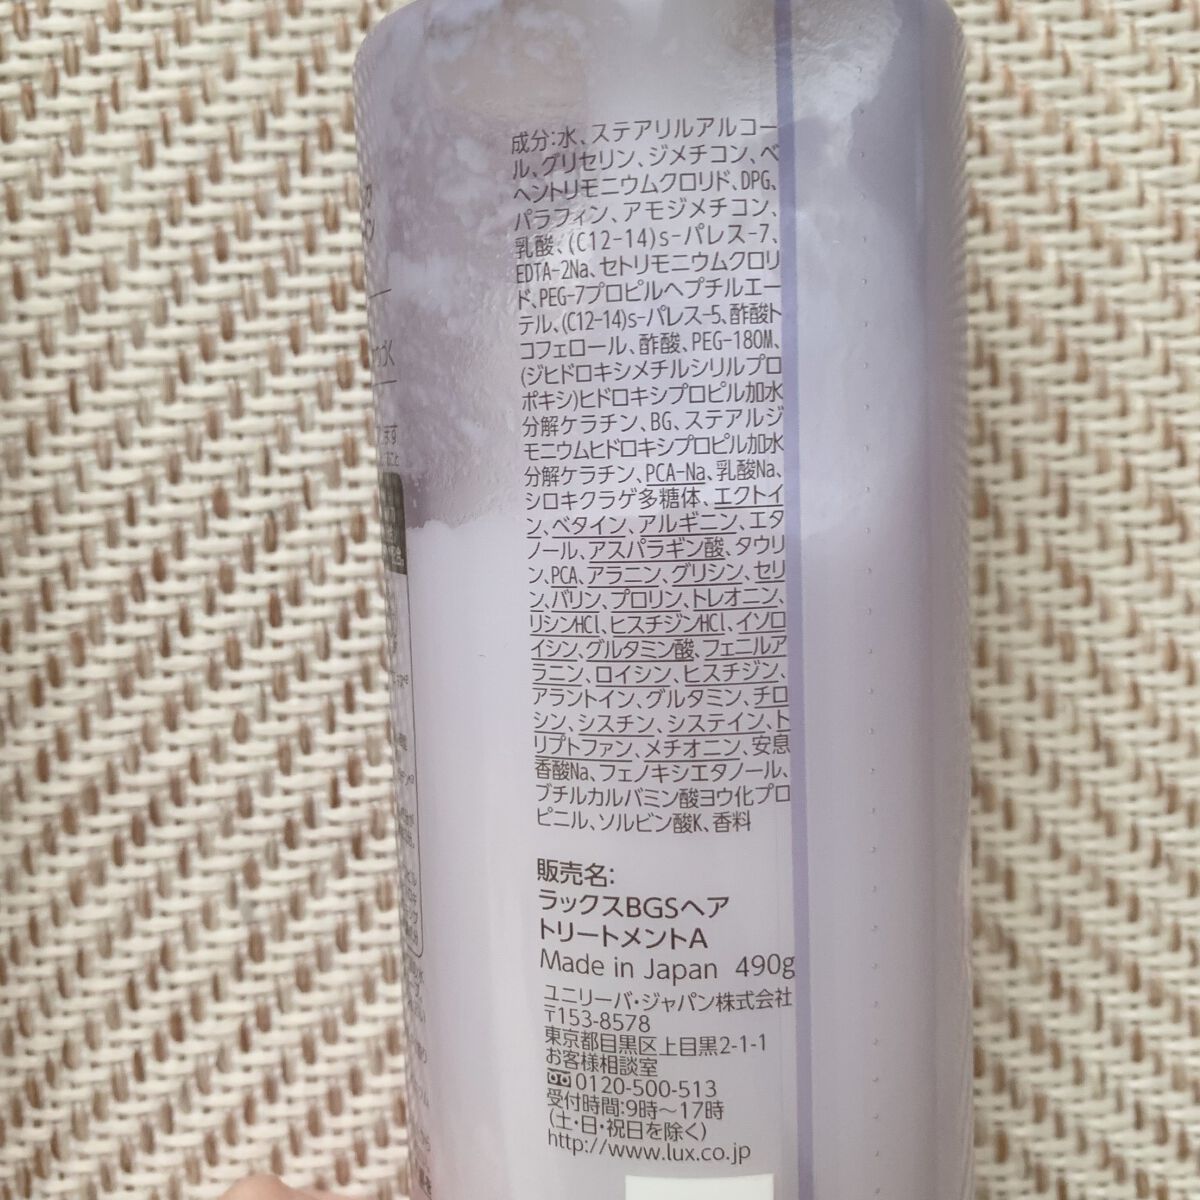 成分:水、ステアリルアルコー
ル、グリセリン、ジメチコン、ベ
ヘントリモニウムクロリド、DPG、
パラフィン、アモジメチコン、
乳酸、(C12-14)s-パレス-7、
EDTA-2Na、セトリモニウムクロリ
ド、PEG-7プロピルヘプチルエー
テル、(C12-14)s-パレス-5、酢酸ト
コフェロール、酢酸、PEG-180M、
(ジヒドロキシメチルシリルプロ
ポキシ)ヒドロキシプロピル加水
分解ケラチン、BG、ステアルジ
モニウムヒドロキシプロピル加水
分解ケラチン、PCA-Na、乳酸Na、
シロキクラゲ多糖体、エクトイ
ン、ベタイン、アルギニン、エタ
ノール、アスパラギン酸、タウリ
ン、PCA、アラニン、グリシン、セリ
ン、バリン、プロリン、トレオニン、
リシンHCl、ヒスチジンHCl、イソロ
イシン、グルタミン酸、フェニルア
ラニン、ロイシン、ヒスチジン、
アラントイン、グルタミン、チロ
シン、シスチン、システイン、ト
リプトファン、メチオニン、安息
香酸Na、フェノキシエタノール、
ブチルカルバミン酸ヨウ化プロ
ピニル、ソルビン酸K、香料
販売名:
ラックスBGSヘア
トリートメントA
Made in Japan 490g
ユニリーバ・ジャパン株式会社
〒153-8578
東京都目黒区上目黒2-1-1
お客様相談室
0120-500-513
受付時間:9時～17時
(土・日・祝日を除く)
http://www.lux.co.jp